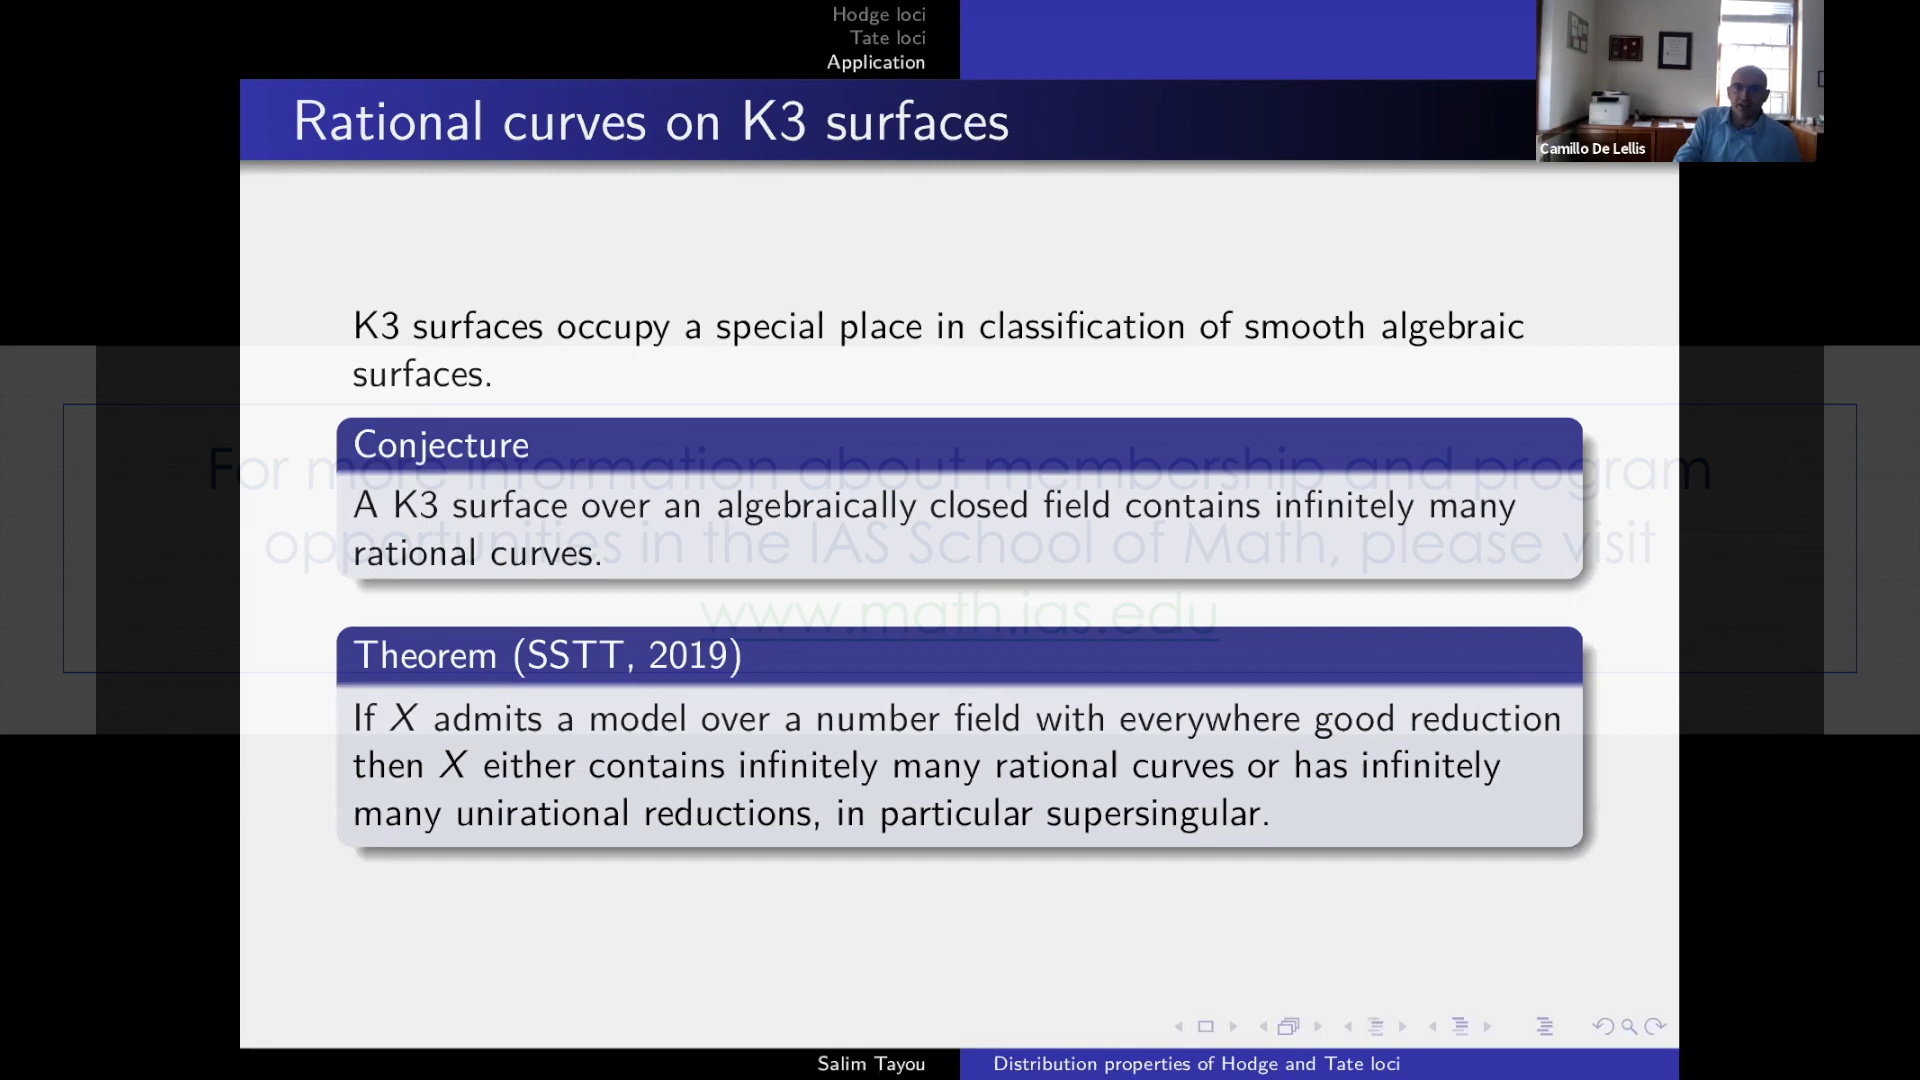 Hodge loci
Tate loci
Application
Rational curves on K3 surfaces
Camillo De Lellis
K3 surfaces occupy a special place in classification of smooth algebraic
surfaces.
Conjecture
A K3 surface over an algebraically closed field contains infinitely many
rational curves.
For more information about membership and program
opportunities in the IAS School of Math, please visit
www.math.ias.edu
Theorem (SSTT, 2019)
If X admits a model over a number field with everywhere good reduction
then X either contains infinitely many rational curves or has infinitely
many unirational reductions, in particular supersingular.
Salim Tayou
Distribution properties of Hodge and Tate loci